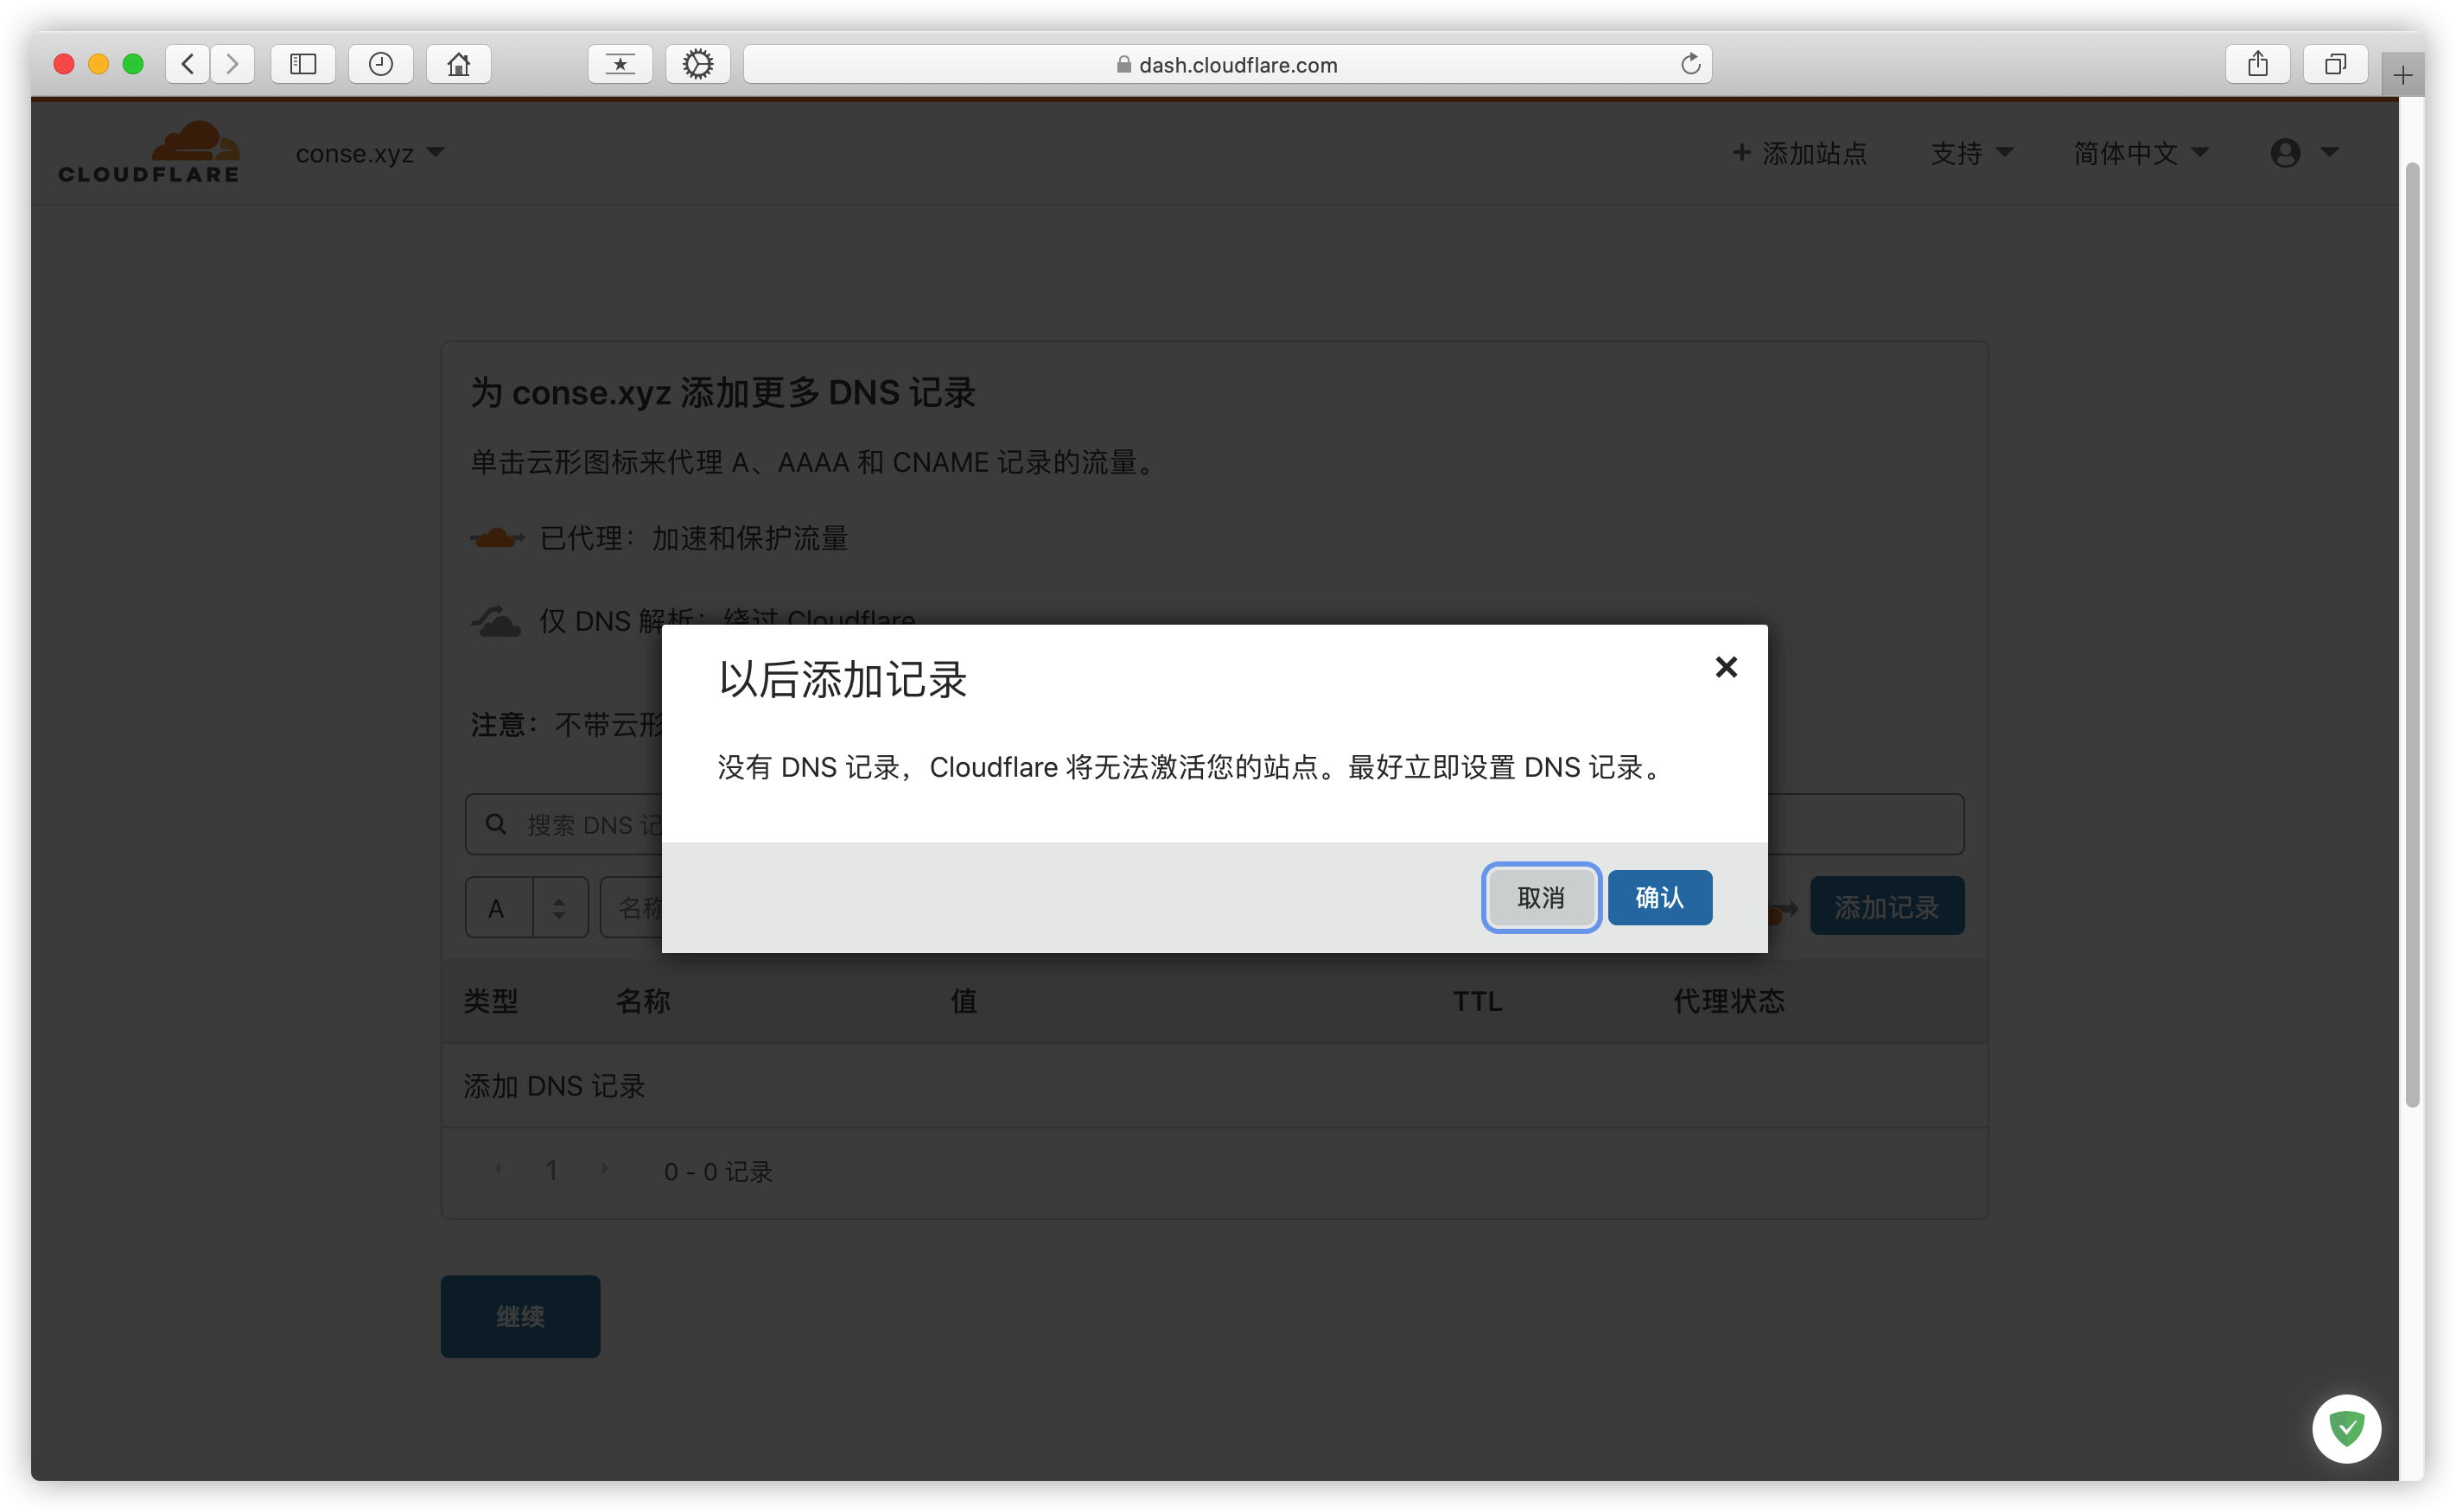 dash.cloudflare.com
CLOUDFLARE
conse.xyz
+ 添加站点
支持
简体中文
为 conse.xyz 添加更多 DNS 记录
单击云形图标来代理 A、AAAA 和 CNAME 记录的流量。
已代理：加速和保护流量
仅 DNS 解析：绕过 Cloudflare
以后添加记录
注意：不带云形
没有 DNS 记录，Cloudflare 将无法激活您的站点。最好立即设置 DNS 记录。
搜索 DNS 记
取消
确认
A
名称
添加记录
类型 名称 值 TTL 代理状态
添加 DNS 记录
1
0 - 0 记录
继续